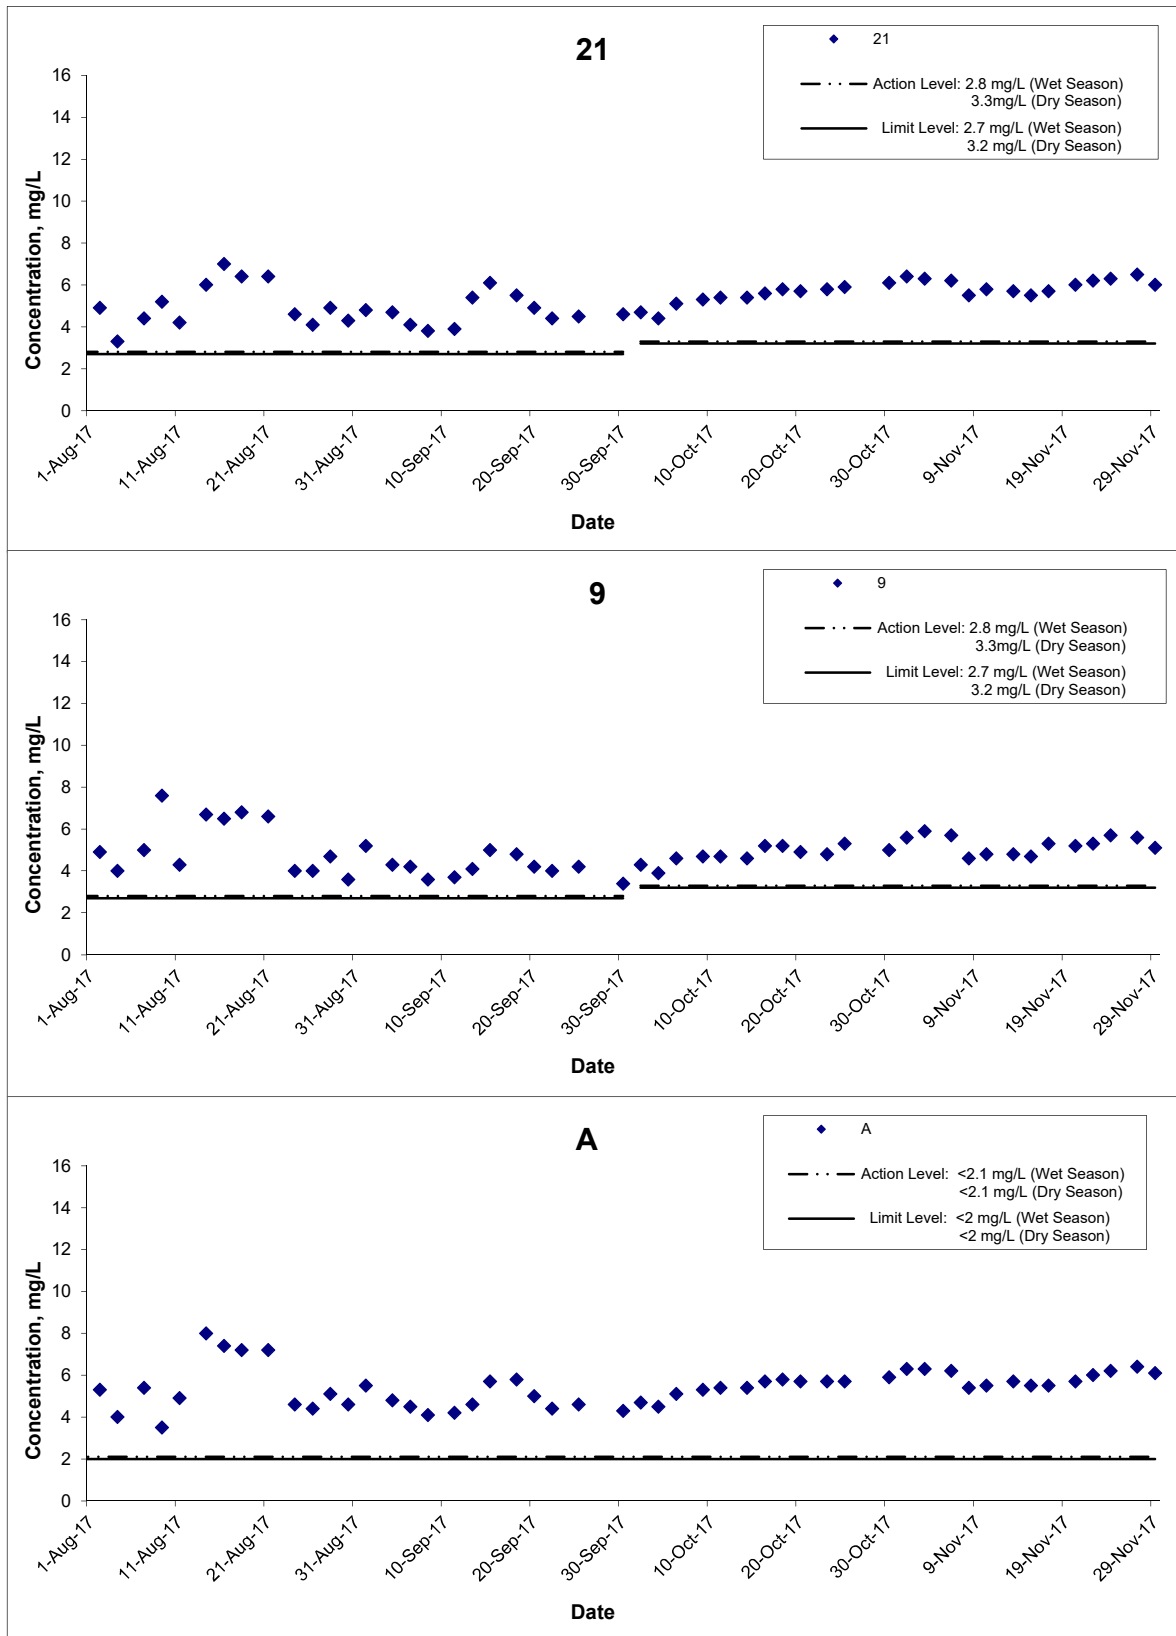 21
21
Action Level: 2.8 mg/L (Wet Season)
3.3mg/L (Dry Season)
Limit Level: 2.7 mg/L (Wet Season)
3.2 mg/L (Dry Season)
Concentration, mg/L
16
14
12
10
8
6
4
2
0
1-Aug-17
11-Aug-17
21-Aug-17
31-Aug-17
10-Sep-17
20-Sep-17
30-Sep-17
10-Oct-17
20-Oct-17
30-Oct-17
9-Nov-17
19-Nov-17
29-Nov-17
Date
9
9
Action Level: 2.8 mg/L (Wet Season)
3.3mg/L (Dry Season)
Limit Level: 2.7 mg/L (Wet Season)
3.2 mg/L (Dry Season)
Concentration, mg/L
16
14
12
10
8
6
4
2
0
1-Aug-17
11-Aug-17
21-Aug-17
31-Aug-17
10-Sep-17
20-Sep-17
30-Sep-17
10-Oct-17
20-Oct-17
30-Oct-17
9-Nov-17
19-Nov-17
29-Nov-17
Date
A
A
Action Level: <2.1 mg/L (Wet Season)
<2.1 mg/L (Dry Season)
Limit Level: <2 mg/L (Wet Season)
<2 mg/L (Dry Season)
Concentration, mg/L
16
14
12
10
8
6
4
2
0
1-Aug-17
11-Aug-17
21-Aug-17
31-Aug-17
10-Sep-17
20-Sep-17
30-Sep-17
10-Oct-17
20-Oct-17
30-Oct-17
9-Nov-17
19-Nov-17
29-Nov-17
Date